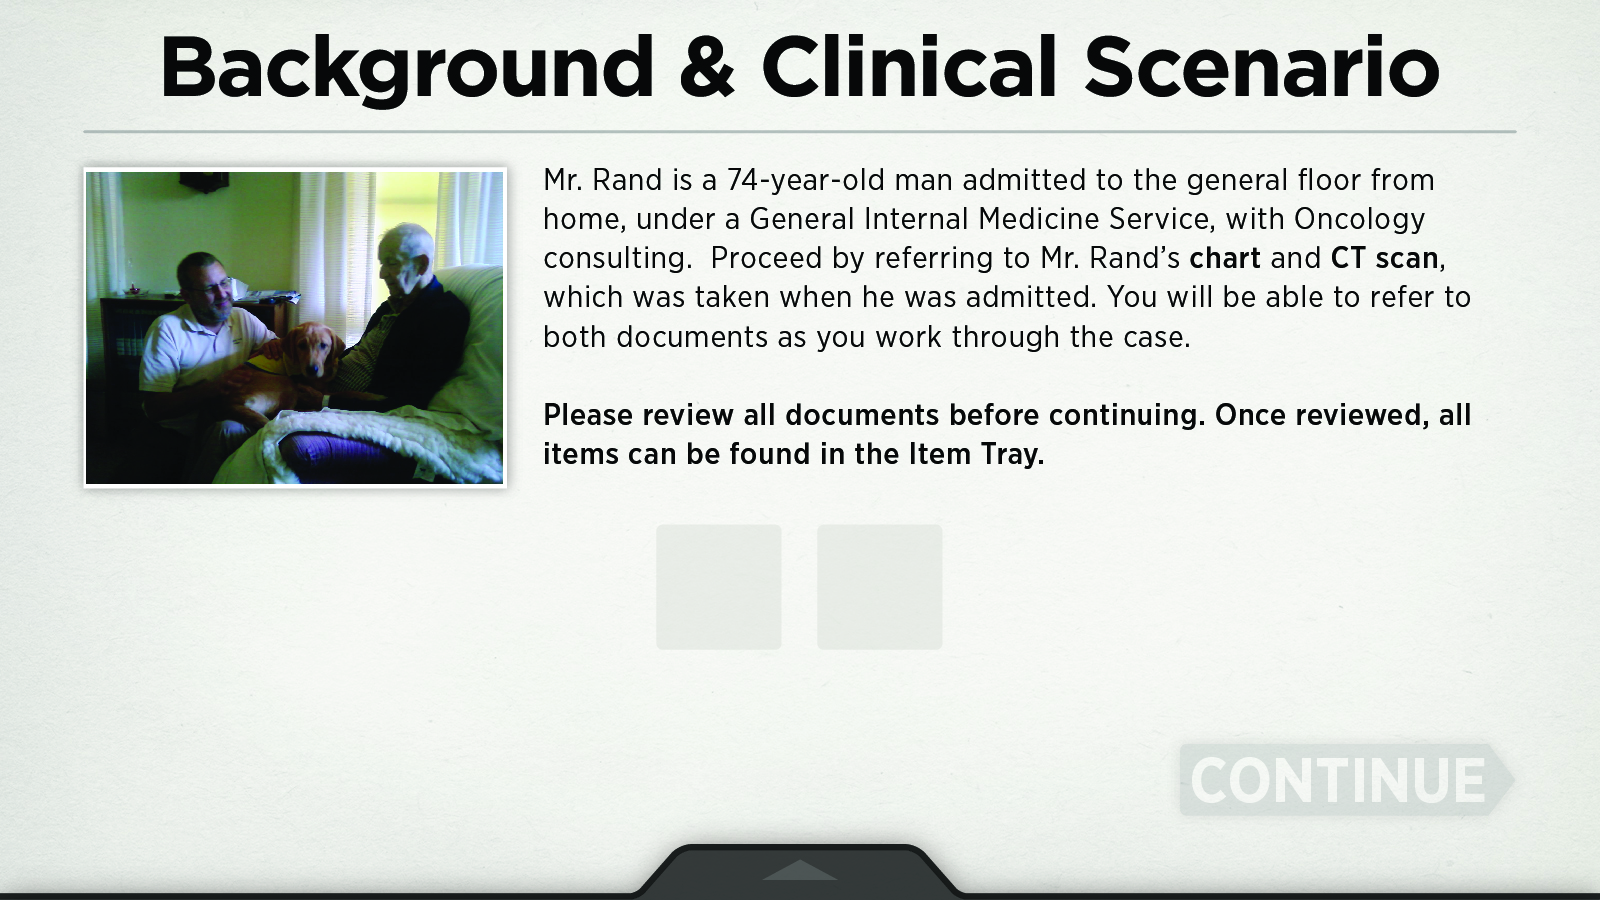 Background & Clinical Scenario
Mr. Rand is a 74-year-old man admitted to the general floor from
home, under a General Internal Medicine Service, with Oncology
consulting.  Proceed by referring to Mr. Rand’s chart and CT scan,
which was taken when he was admitted. You will be able to refer to
both documents as you work through the case.
Please review all documents before continuing. Once reviewed, all
items can be found in the Item Tray.
CONTINUE